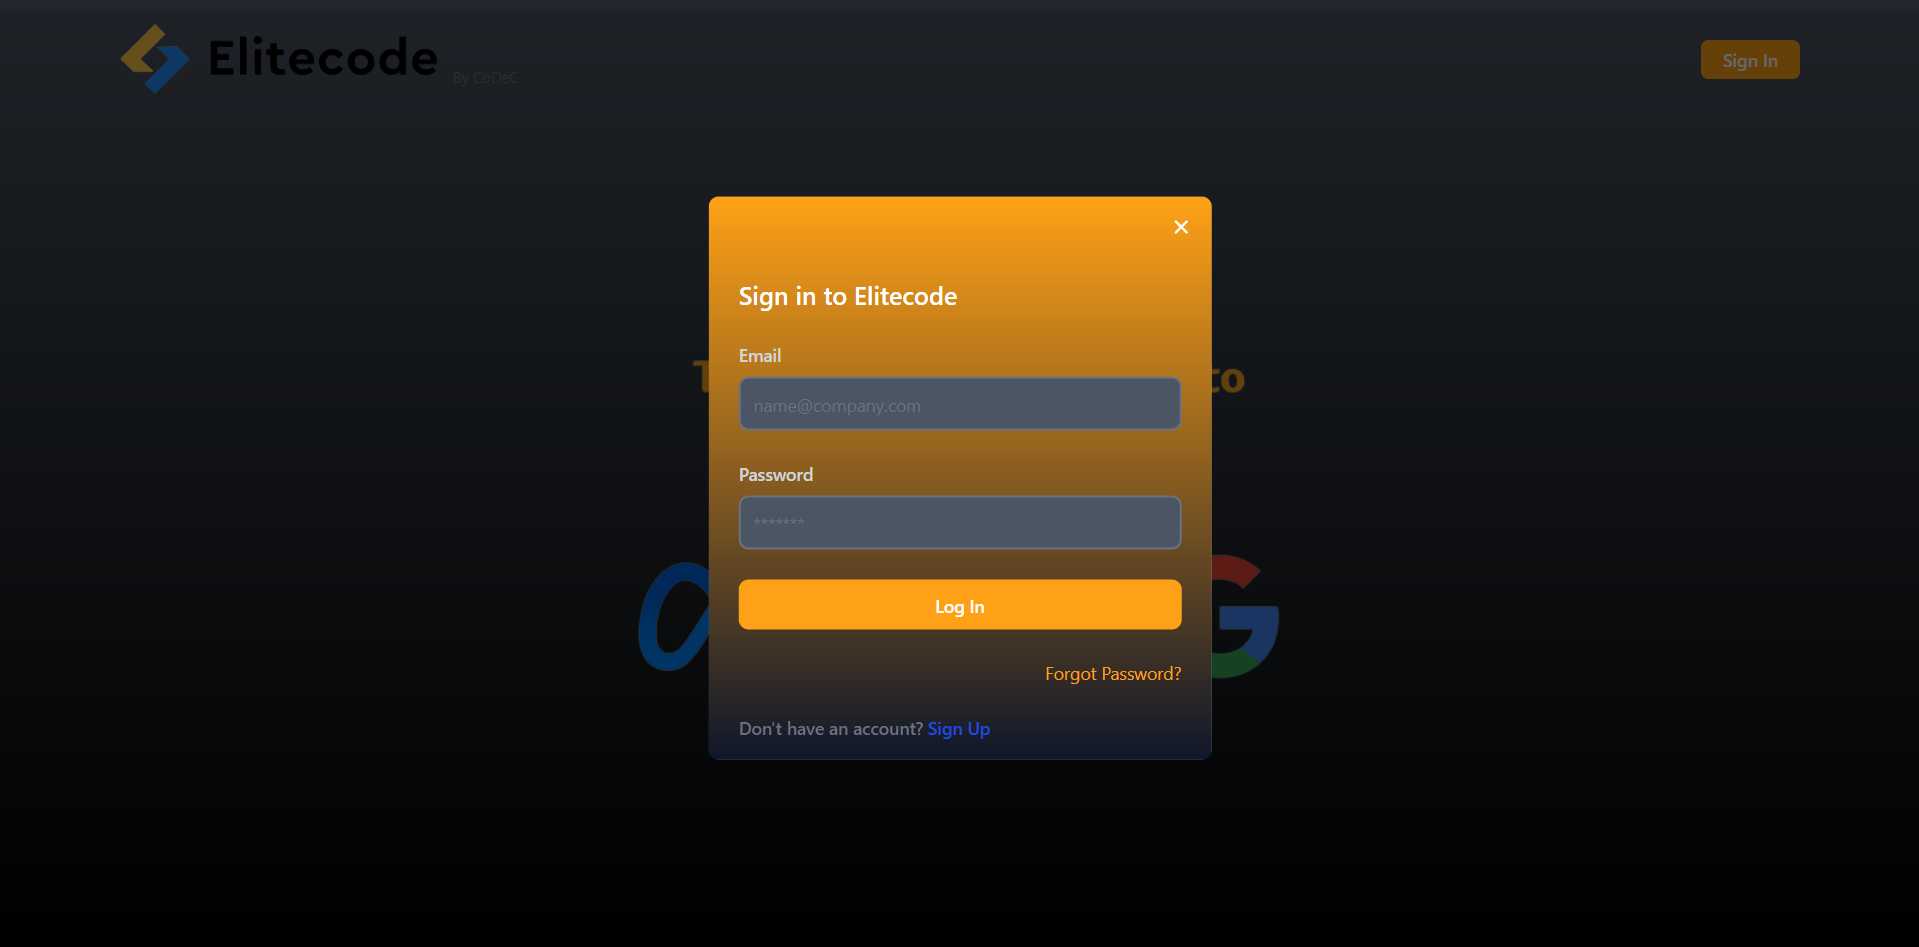 Elitecode
By CoDeC
Sign In
Sign in to Elitecode
Email
to
name@company.com
Password
*******
Log In
Forgot Password?
Don't have an account? Sign Up